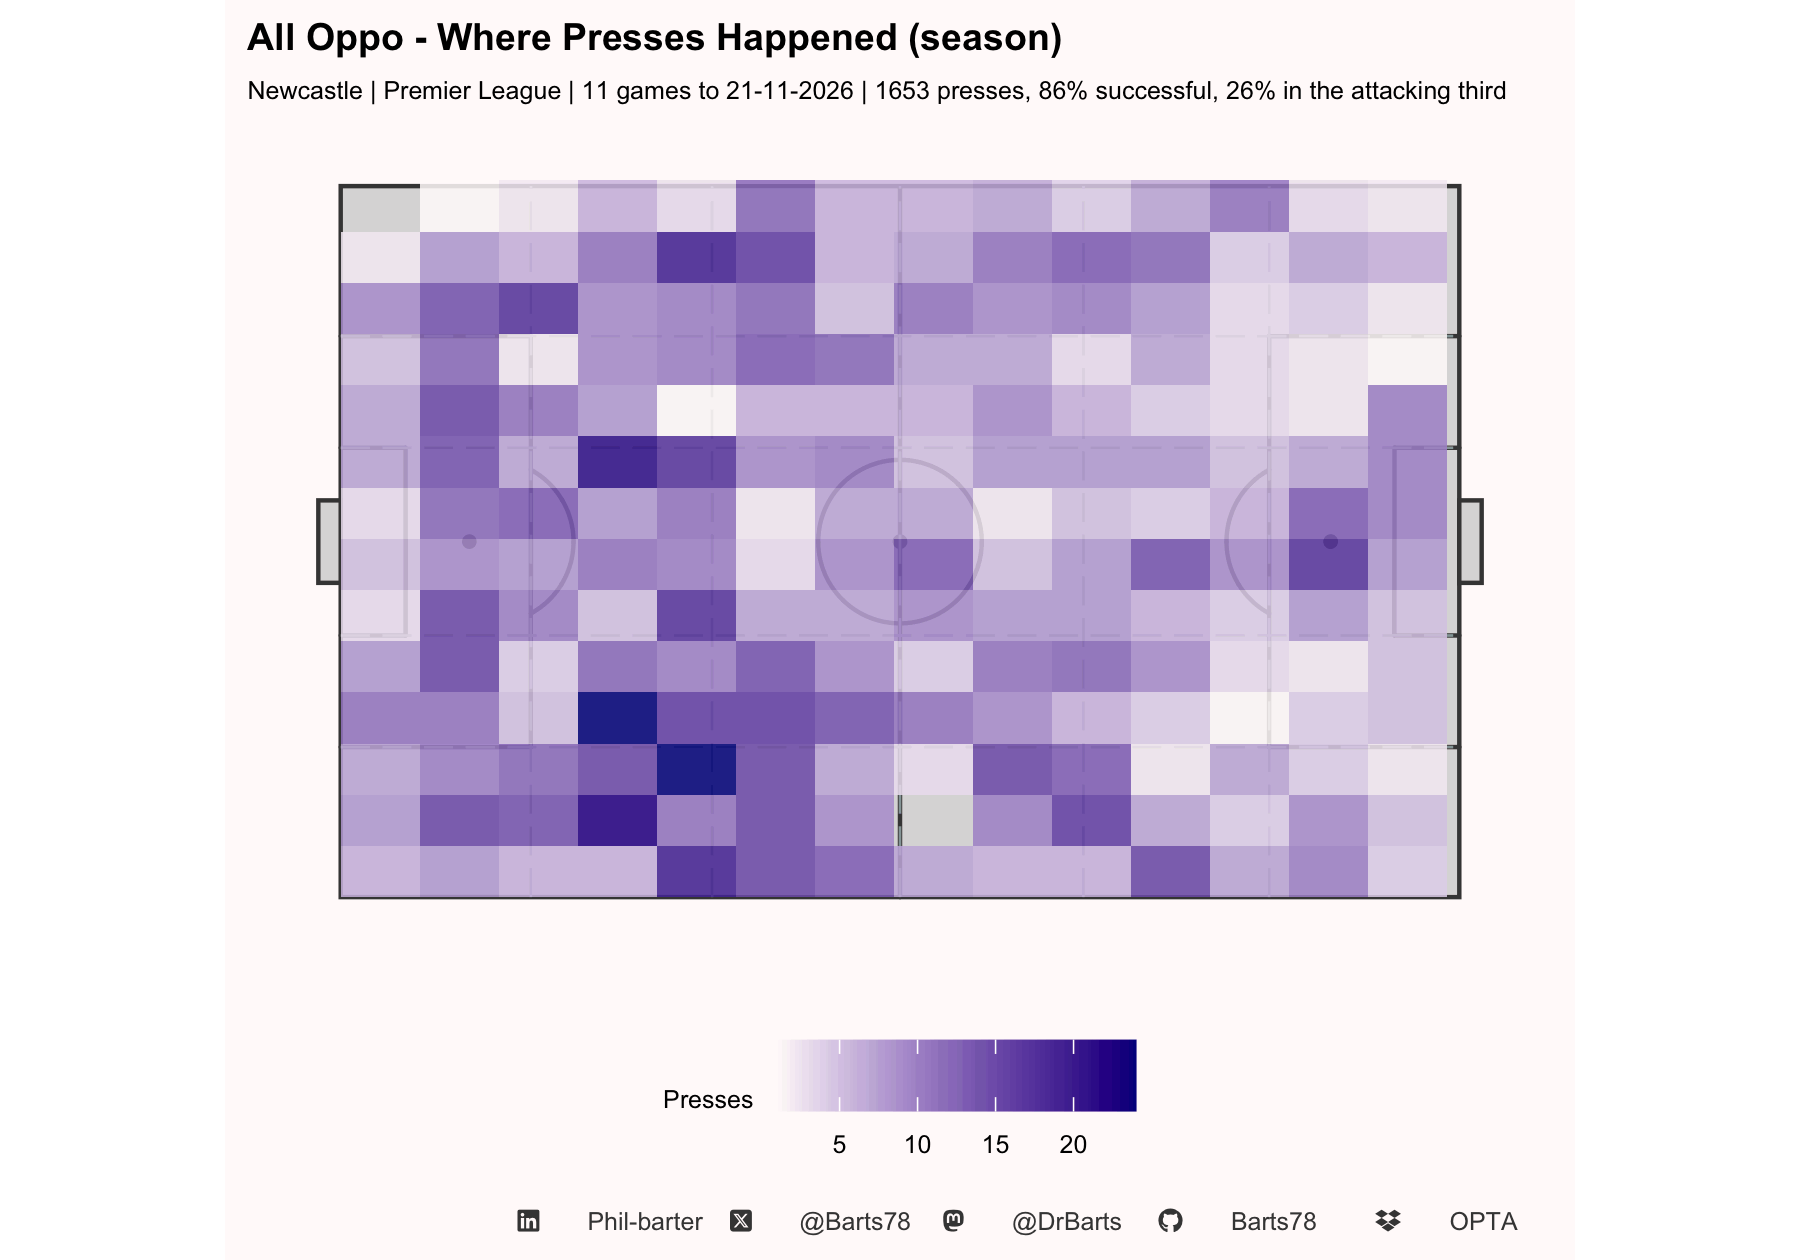 All Oppo - Where Presses Happened (season)
Newcastle | Premier League | 11 games to 21-11-2026 | 1653 presses, 86% successful, 26% in the attacking third
Presses
5 10 15 20
Phil-barter @Barts78 @DrBarts Barts78 OPTA